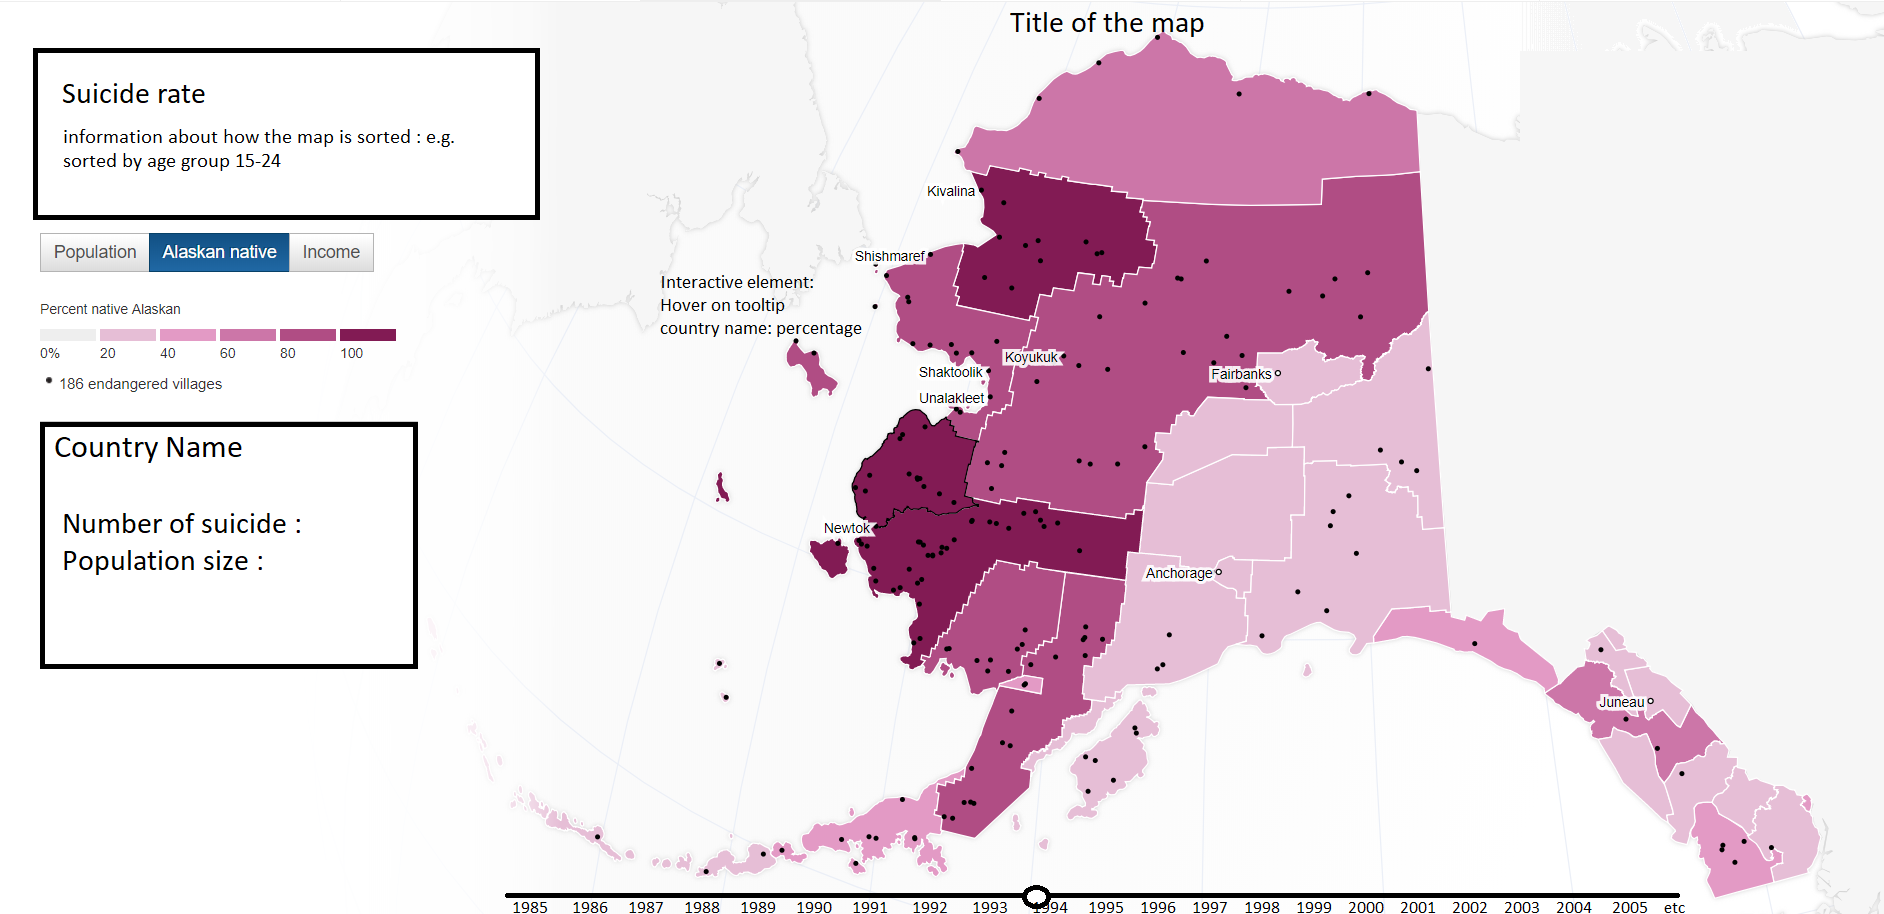 Title of the map
Suicide rate
information about how the map is sorted : e.g.
sorted by age group 15-24
Population
Alaskan native
Income
Percent native Alaskan
0% 20 40 60 80 100
186 endangered villages
Country Name
Number of suicide :
Population size :
Interactive element:
Hover on tooltip
country name: percentage
Kivalina
Shishmaref
Koyukuk
Shaktoolik
Fairbanks
Unalakleet
Newtok
Anchorage
Juneau
1985 1986 1987 1988 1989 1990 1991 1992 1993 1994 1995 1996 1997 1998 1999 2000 2001 2002 2003 2004 2005 etc